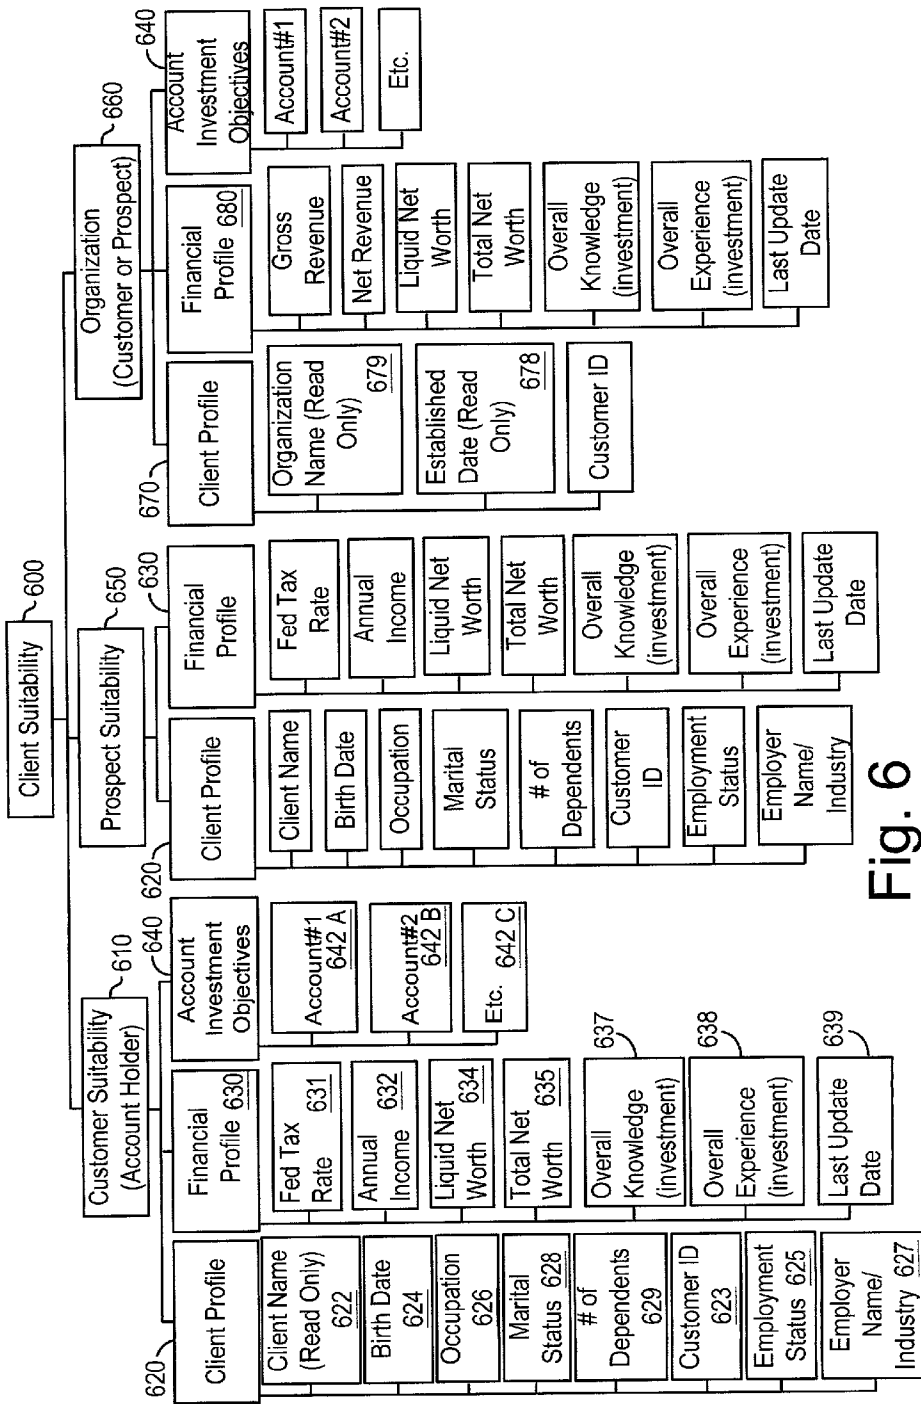 Client Suitability
600
Customer Suitability
(Account Holder)
610
620
Client Profile
Client Name
(Read Only)
622
Birth Date
624
Occupation
626
Marital
Status 628
# of
Dependents
629
Customer ID
623
Employment
Status 625
Employer
Name/
Industry 627
Financial
Profile 630
Fed Tax
Rate 631
Annual
Income 632
Liquid Net
Worth 634
Total Net
Worth 635
Overall
Knowledge
(investment)
637
Overall
Experience
(investment)
638
Last Update
Date
639
640
Account
Investment
Objectives
Account#1
642 A
Account#2
642 B
Etc. 642 C
Prospect Suitability
650
620
Client Profile
Client Name
Birth Date
Occupation
Marital
Status
# of
Dependents
Customer
ID
Employment
Status
Employer
Name/
Industry
630
Financial
Profile
Fed Tax
Rate
Annual
Income
Liquid Net
Worth
Total Net
Worth
Overall
Knowledge
(investment)
Overall
Experience
(investment)
Last Update
Date
Organization
(Customer or Prospect)
660
670
Client Profile
Organization
Name (Read
Only)
679
Established
Date (Read
Only)
678
Customer ID
Financial
Profile 680
Gross
Revenue
Net Revenue
Liquid Net
Worth
Total Net
Worth
Overall
Knowledge
(investment)
Overall
Experience
(investment)
Last Update
Date
640
Account
Investment
Objectives
Account#1
Account#2
Etc.
Fig. 6